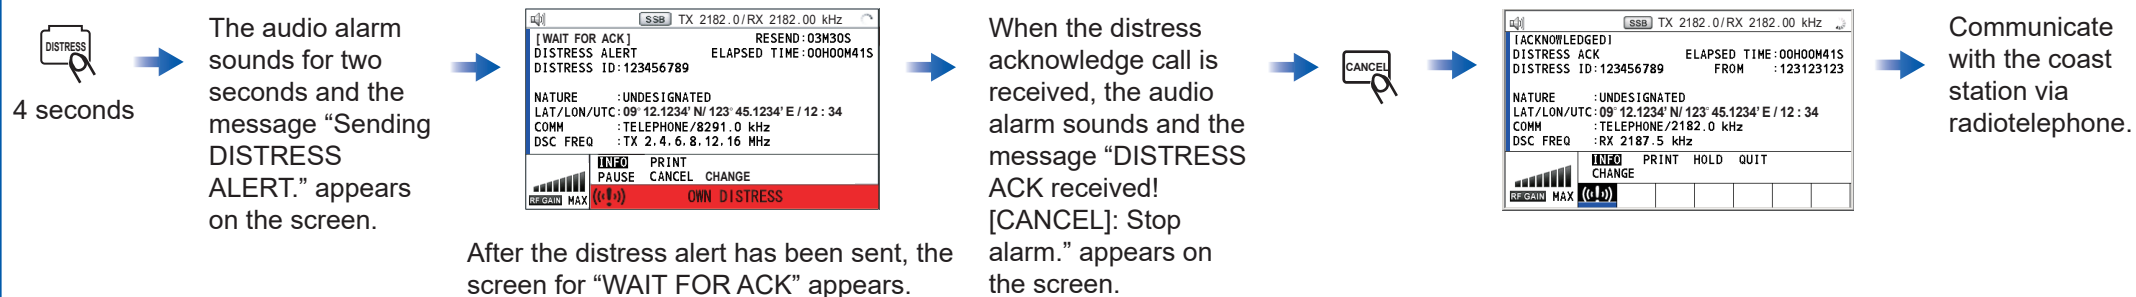 DISTRESS
4 seconds
The audio alarm
sounds for two
seconds and the
message “Sending
DISTRESS
ALERT.” appears
on the screen.
SSB TX 2182.0/RX 2182.00 kHz
[WAIT FOR ACK] RESEND:03M30S
DISTRESS ALERT ELAPSED TIME:00H00M41S
DISTRESS ID:123456789
NATURE :UNDESIGNATED
LAT/LON/UTC:09°12.1234’ N/ 123°45.1234’ E / 12 : 34
COMM :TELEPHONE/8291.0 kHz
DSC FREQ :TX 2.4.6.8.12.16 MHz
INFO PRINT
PAUSE CANCEL CHANGE
RF GAIN MAX ((!)) OWN DISTRESS
After the distress alert has been sent, the
screen for “WAIT FOR ACK” appears.
When the distress
acknowledge call is
received, the audio
alarm sounds and the
message “DISTRESS
ACK received!
[CANCEL]: Stop
alarm.” appears on
the screen.
CANCEL
SSB TX 2182.0/RX 2182.00 kHz
[ACKNOWLEDGED]
DISTRESS ACK ELAPSED TIME:00H00M41S
DISTRESS ID:123456789 FROM :123123123
NATURE :UNDESIGNATED
LAT/LON/UTC:09°12.1234’ N/ 123°45.1234’ E / 12 : 34
COMM :TELEPHONE/2182.0 kHz
DSC FREQ :RX 2187.5 kHz
INFO PRINT HOLD QUIT
CHANGE
RF GAIN MAX ((!))
Communicate
with the coast
station via
radiotelephone.